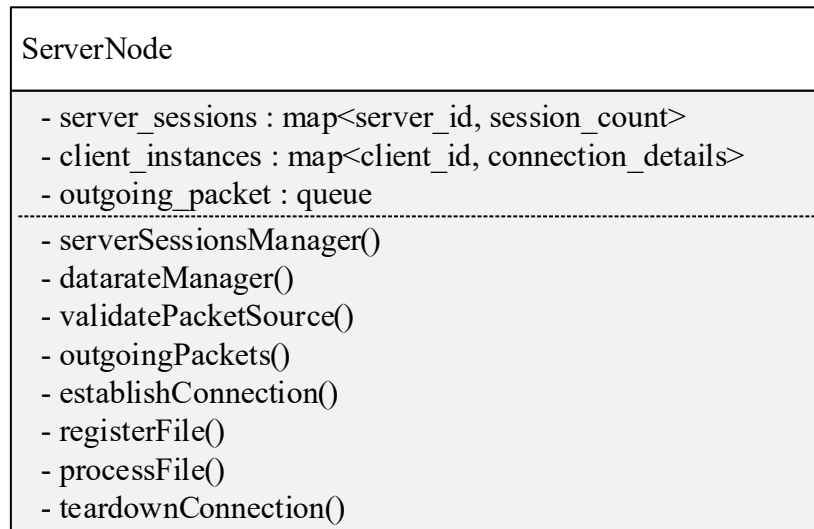 ServerNode
- server_sessions : map<server_id, session_count>
- client_instances : map<client_id, connection_details>
- outgoing_packet : queue
- serverSessionsManager()
- datarateManager()
- validatePacketSource()
- outgoingPackets()
- establishConnection()
- registerFile()
- processFile()
- teardownConnection()